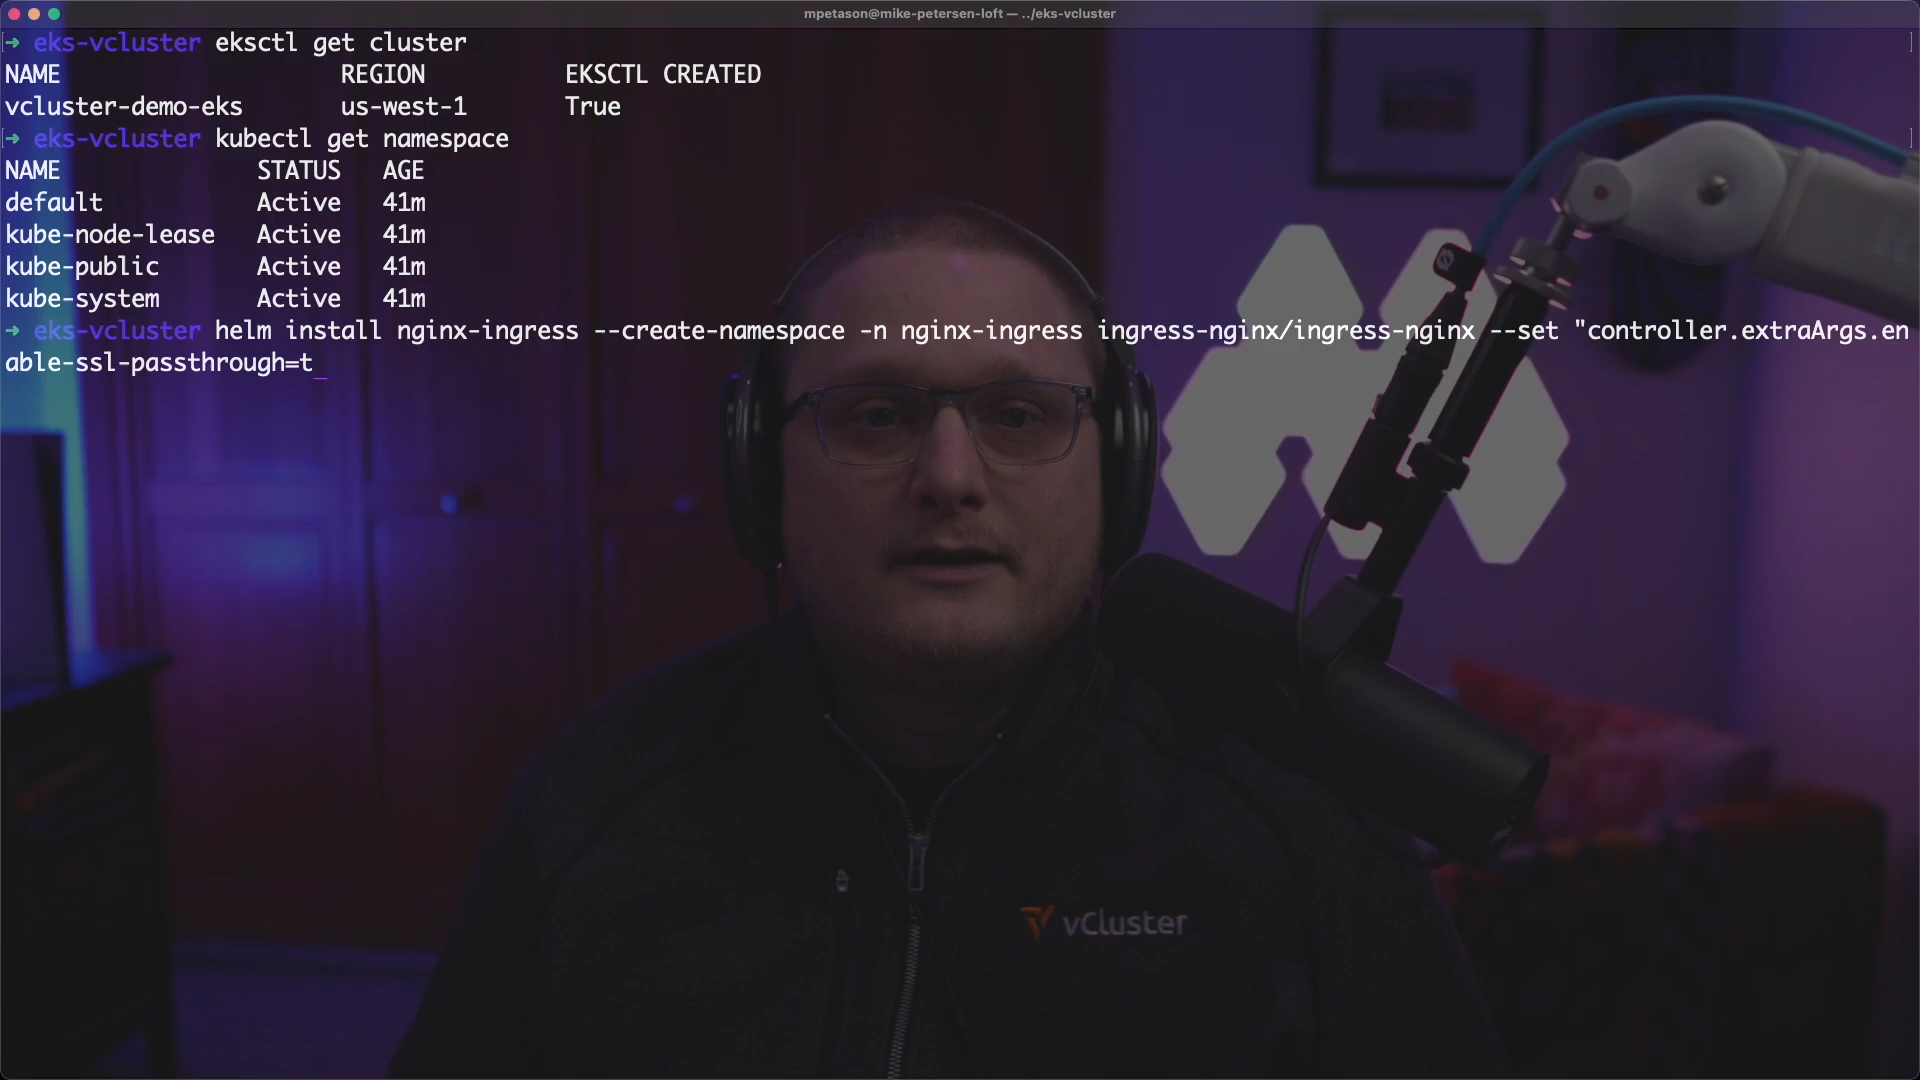 mpetason@mike-petersen-loft — ../eks-vcluster
➜ eks-vcluster eksctl get cluster
NAME REGION EKSCTL CREATED
vcluster-demo-eks us-west-1 True
➜ eks-vcluster kubectl get namespace
NAME STATUS AGE
default Active 41m
kube-node-lease Active 41m
kube-public Active 41m
kube-system Active 41m
➜ eks-vcluster helm install nginx-ingress --create-namespace -n nginx-ingress ingress-nginx/ingress-nginx --set "controller.extraArgs.en
able-ssl-passthrough=t_
vCluster